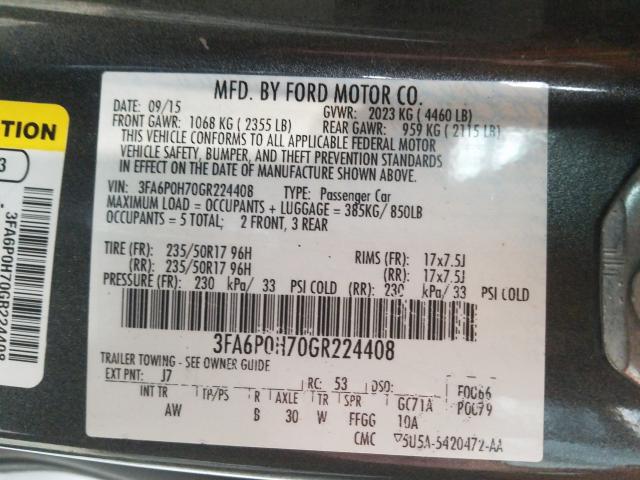 MFD. BY FORD MOTOR CO.
DATE: 09/15 GVWR: 2023 KG ( 4460 LB)
FRONT GAWR: 1068 KG ( 2355 LB) REAR GAWR: 959 KG ( 2115 LB)
THIS VEHICLE CONFORMS TO ALL APPLICABLE FEDERAL MOTOR
VEHICLE SAFETY, BUMPER, AND THEFT PREVENTION STANDARDS
IN EFFECT ON THE DATE OF MANUFACTURE SHOWN ABOVE.
VIN: 3FA6P0H70GR224408 TYPE: Passenger Car
MAXIMUM LOAD = OCCUPANTS + LUGGAGE = 385KG/ 850LB
OCCUPANTS = 5 TOTAL; 2 FRONT, 3 REAR
TIRE (FR): 235/50R17 96H RIMS (FR): 17x7.5J
(RR): 235/50R17 96H (RR): 17x7.5J
PRESSURE (FR): 230 kPa/ 33 PSI COLD (RR): 230 kPa/ 33 PSI COLD
3FA6P0H70GR224408
TRAILER TOWING - SEE OWNER GUIDE
EXT PNT: J7 RC: 53 DSO: F0066
INT TR TP/PS R AXLE TR SPR GC71A P0079
AW B 30 W FFGG 10A
CMC 5U5A-5420472-AA
TION
3
3FA6P0H70GR224408